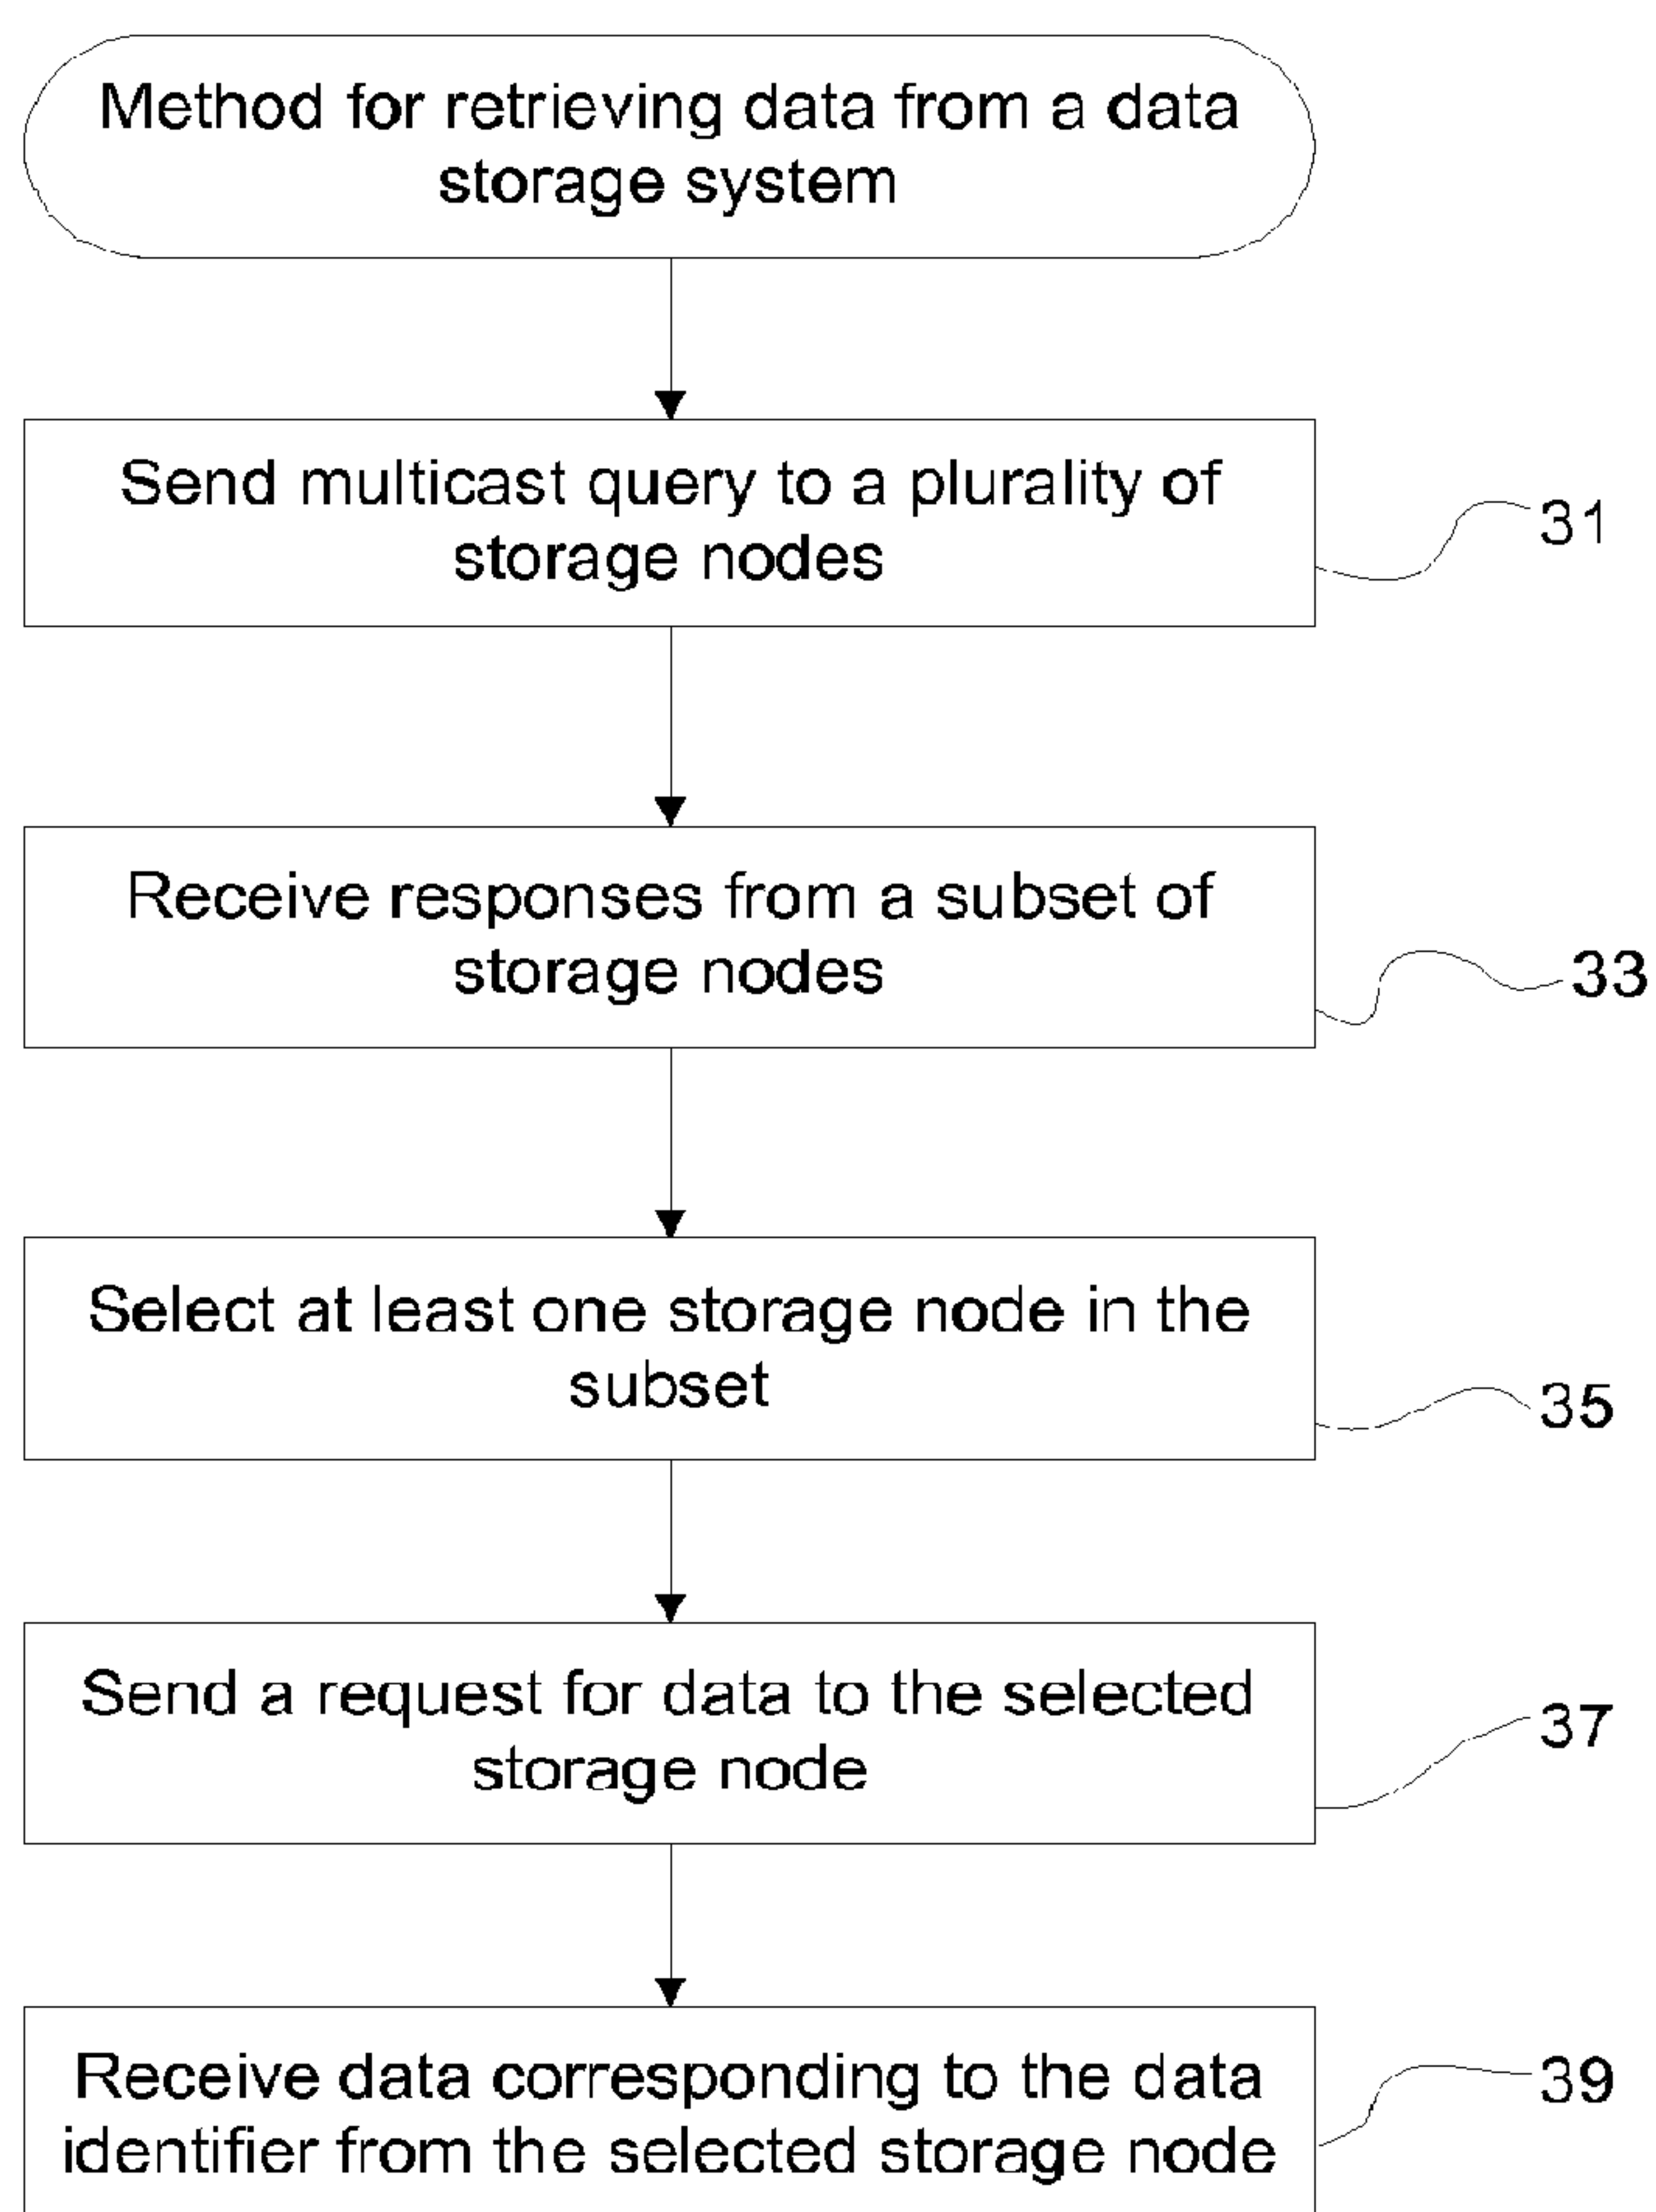 Method for retrieving data from a data
storage system
Send multicast query to a plurality of
storage nodes
31
Receive responses from a subset of
storage nodes
33
Select at least one storage node in the
subset
35
Send a request for data to the selected
storage node
37
Receive data corresponding to the data
identifier from the selected storage node
39